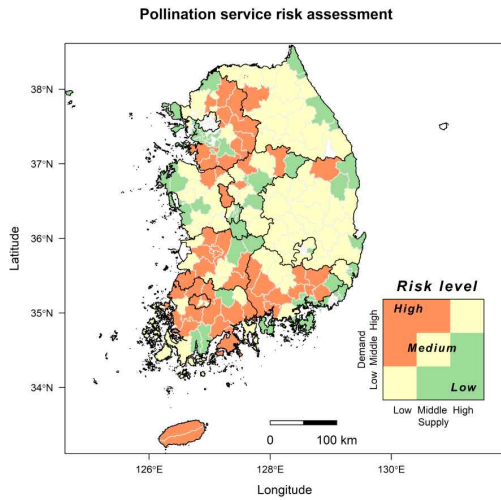 Pollination service risk assessment
38°N
37°N
36°N
35°N
34°N
Latitude
126°E
128°E
130°E
Longitude
0
100 km
Risk level
High
Medium
Low
Demand
Low Middle High
Low Middle High
Supply